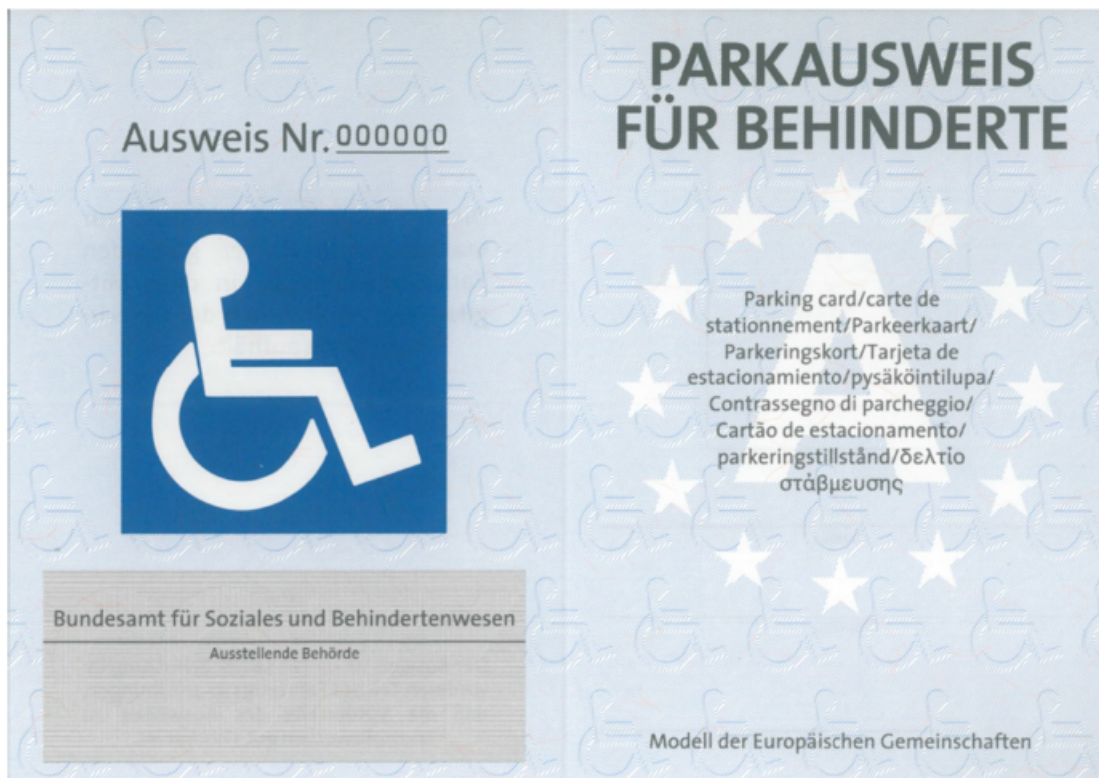 Ausweis Nr. 000000
Bundesamt für Soziales und Behindertenwesen
Ausstellende Behörde
PARKAUSWEIS
FÜR BEHINDERTE
A
Parking card/carte de
stationnement/Parkeerkaart/
Parkeringskort/Tarjeta de
estacionamiento/pysäköintilupa/
Contrassegno di parcheggio/
Cartão de estacionamento/
parkeringstillstånd/δελτίο
στάβμευσης
Modell der Europäischen Gemeinschaften